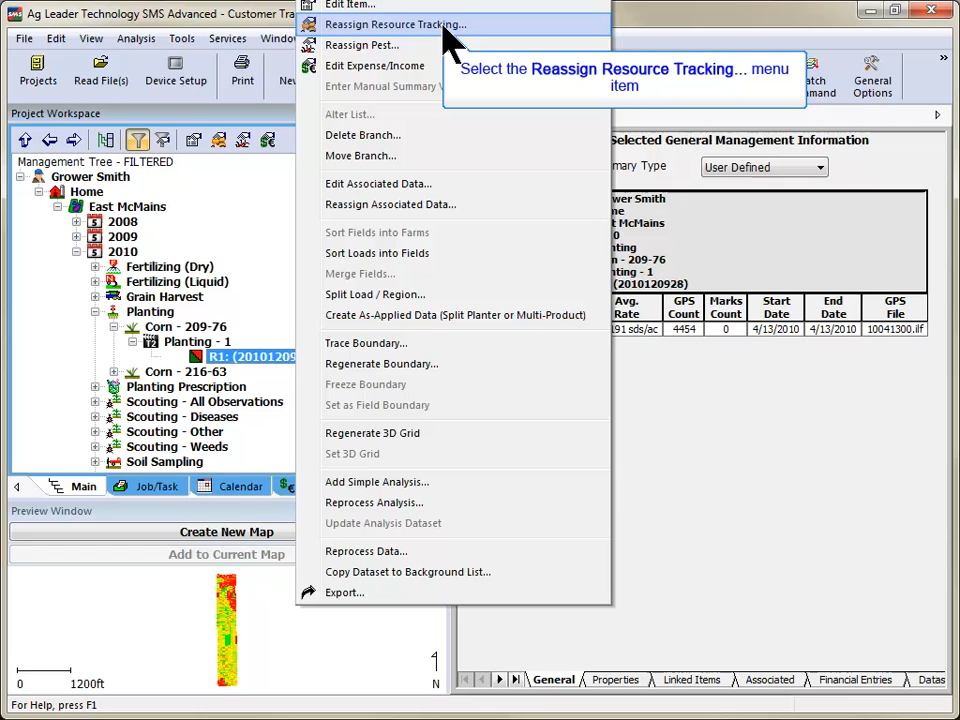 Ag Leader Technology SMS Advanced - Customer Tra
File Edit View Analysis Tools Services Window
Projects Read File(s) Device Setup Print
General
Options
Project Workspace
Management Tree - FILTERED
Grower Smith
Home
East McMains
2008
2009
2010
Fertilizing (Dry)
Fertilizing (Liquid)
Grain Harvest
Planting
Corn - 209-76
Planting - 1
R1: (20101209
Corn - 216-63
Planting Prescription
Scouting - All Observations
Scouting - Diseases
Scouting - Other
Scouting - Weeds
Soil Sampling
Main Job/Task Calendar
Preview Window
Create New Map
Add to Current Map
0 1200ft N
For Help, press F1
Edit Item...
Reassign Resource Tracking...
Reassign Pest...
Edit Expense/Income
Enter Manual Summary V
Alter List...
Delete Branch...
Move Branch...
Edit Associated Data...
Reassign Associated Data...
Sort Fields into Farms
Sort Loads into Fields
Merge Fields...
Split Load / Region...
Create As-Applied Data (Split Planter or Multi-Product)
Trace Boundary...
Regenerate Boundary...
Freeze Boundary
Set as Field Boundary
Regenerate 3D Grid
Set 3D Grid
Add Simple Analysis...
Reprocess Analysis...
Update Analysis Dataset
Reprocess Data...
Copy Dataset to Background List...
Export...
Select the Reassign Resource Tracking... menu
item
Selected General Management Information
mary Type User Defined
rower Smith
me
t McMains
0
nting
n - 209-76
nting - 1
(2010120928)
Avg. Rate GPS Count Marks Count Start Date End Date GPS File
91 sds/ac 4454 0 4/13/2010 4/13/2010 10041300.ilf
General Properties Linked Items Associated Financial Entries Datas